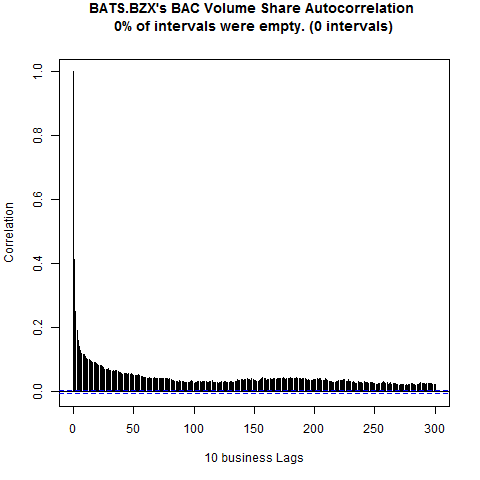 BATS.BZX's BAC Volume Share Autocorrelation
0% of intervals were empty. (0 intervals)
Correlation
1.0
0.8
0.6
0.4
0.2
0.0
0 50 100 150 200 250 300
10 business Lags